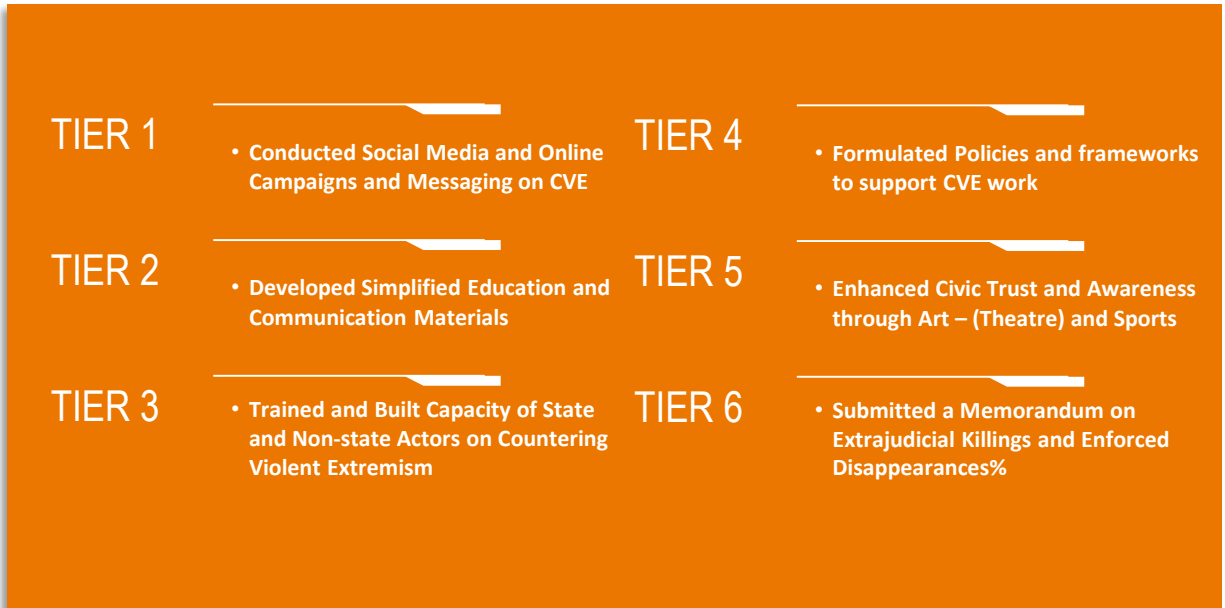 TIER 1
• Conducted Social Media and Online
Campaigns and Messaging on CVE
TIER 2
• Developed Simplified Education and
Communication Materials
TIER 3
• Trained and Built Capacity of State
and Non-state Actors on Countering
Violent Extremism
TIER 4
• Formulated Policies and frameworks
to support CVE work
TIER 5
• Enhanced Civic Trust and Awareness
through Art – (Theatre) and Sports
TIER 6
• Submitted a Memorandum on
Extrajudicial Killings and Enforced
Disappearances%